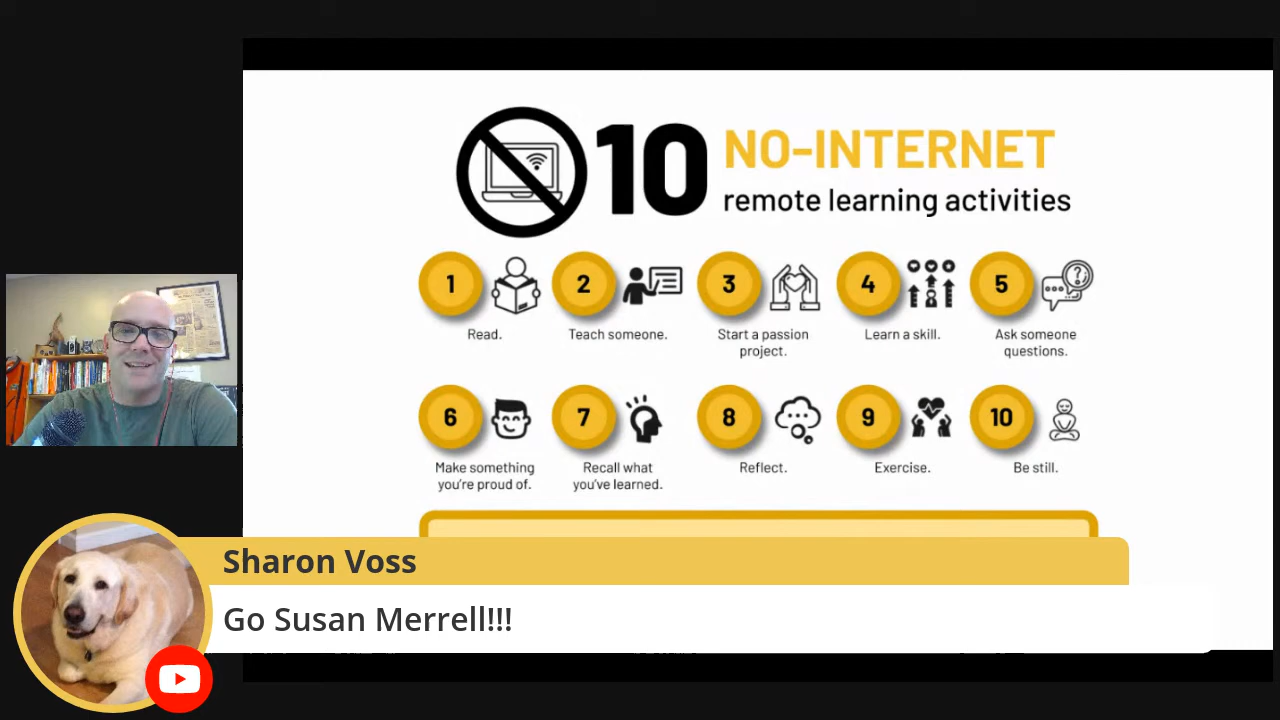 10 NO-INTERNET
remote learning activities
1
2
3
4
5
Read.
Teach someone.
Start a passion
project.
Learn a skill.
Ask someone
questions.
6
7
8
9
10
Make something
you're proud of.
Recall what
you've learned.
Reflect.
Exercise.
Be still.
Sharon Voss
Go Susan Merrell!!!